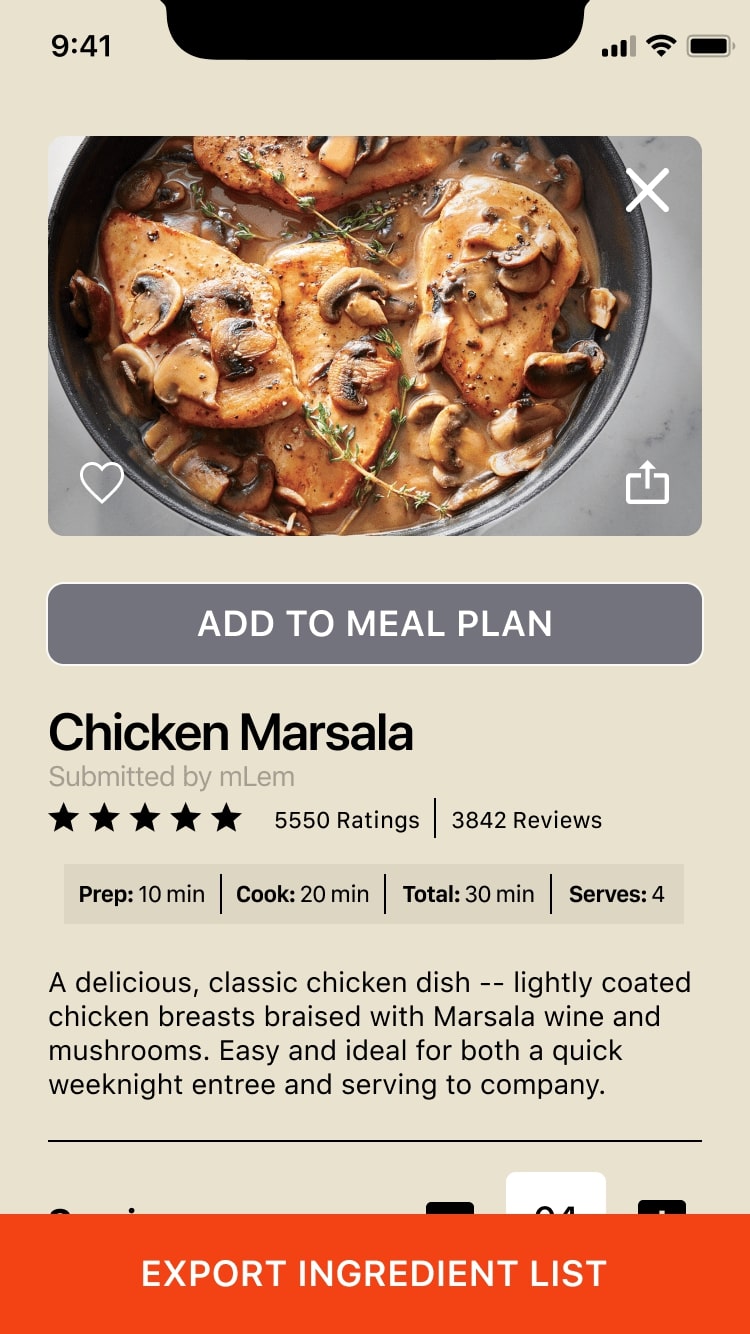 9:41
ADD TO MEAL PLAN
Chicken Marsala
Submitted by mLem
5550 Ratings | 3842 Reviews
Prep: 10 min | Cook: 20 min | Total: 30 min | Serves: 4
A delicious, classic chicken dish -- lightly coated
chicken breasts braised with Marsala wine and
mushrooms. Easy and ideal for both a quick
weeknight entree and serving to company.
EXPORT INGREDIENT LIST